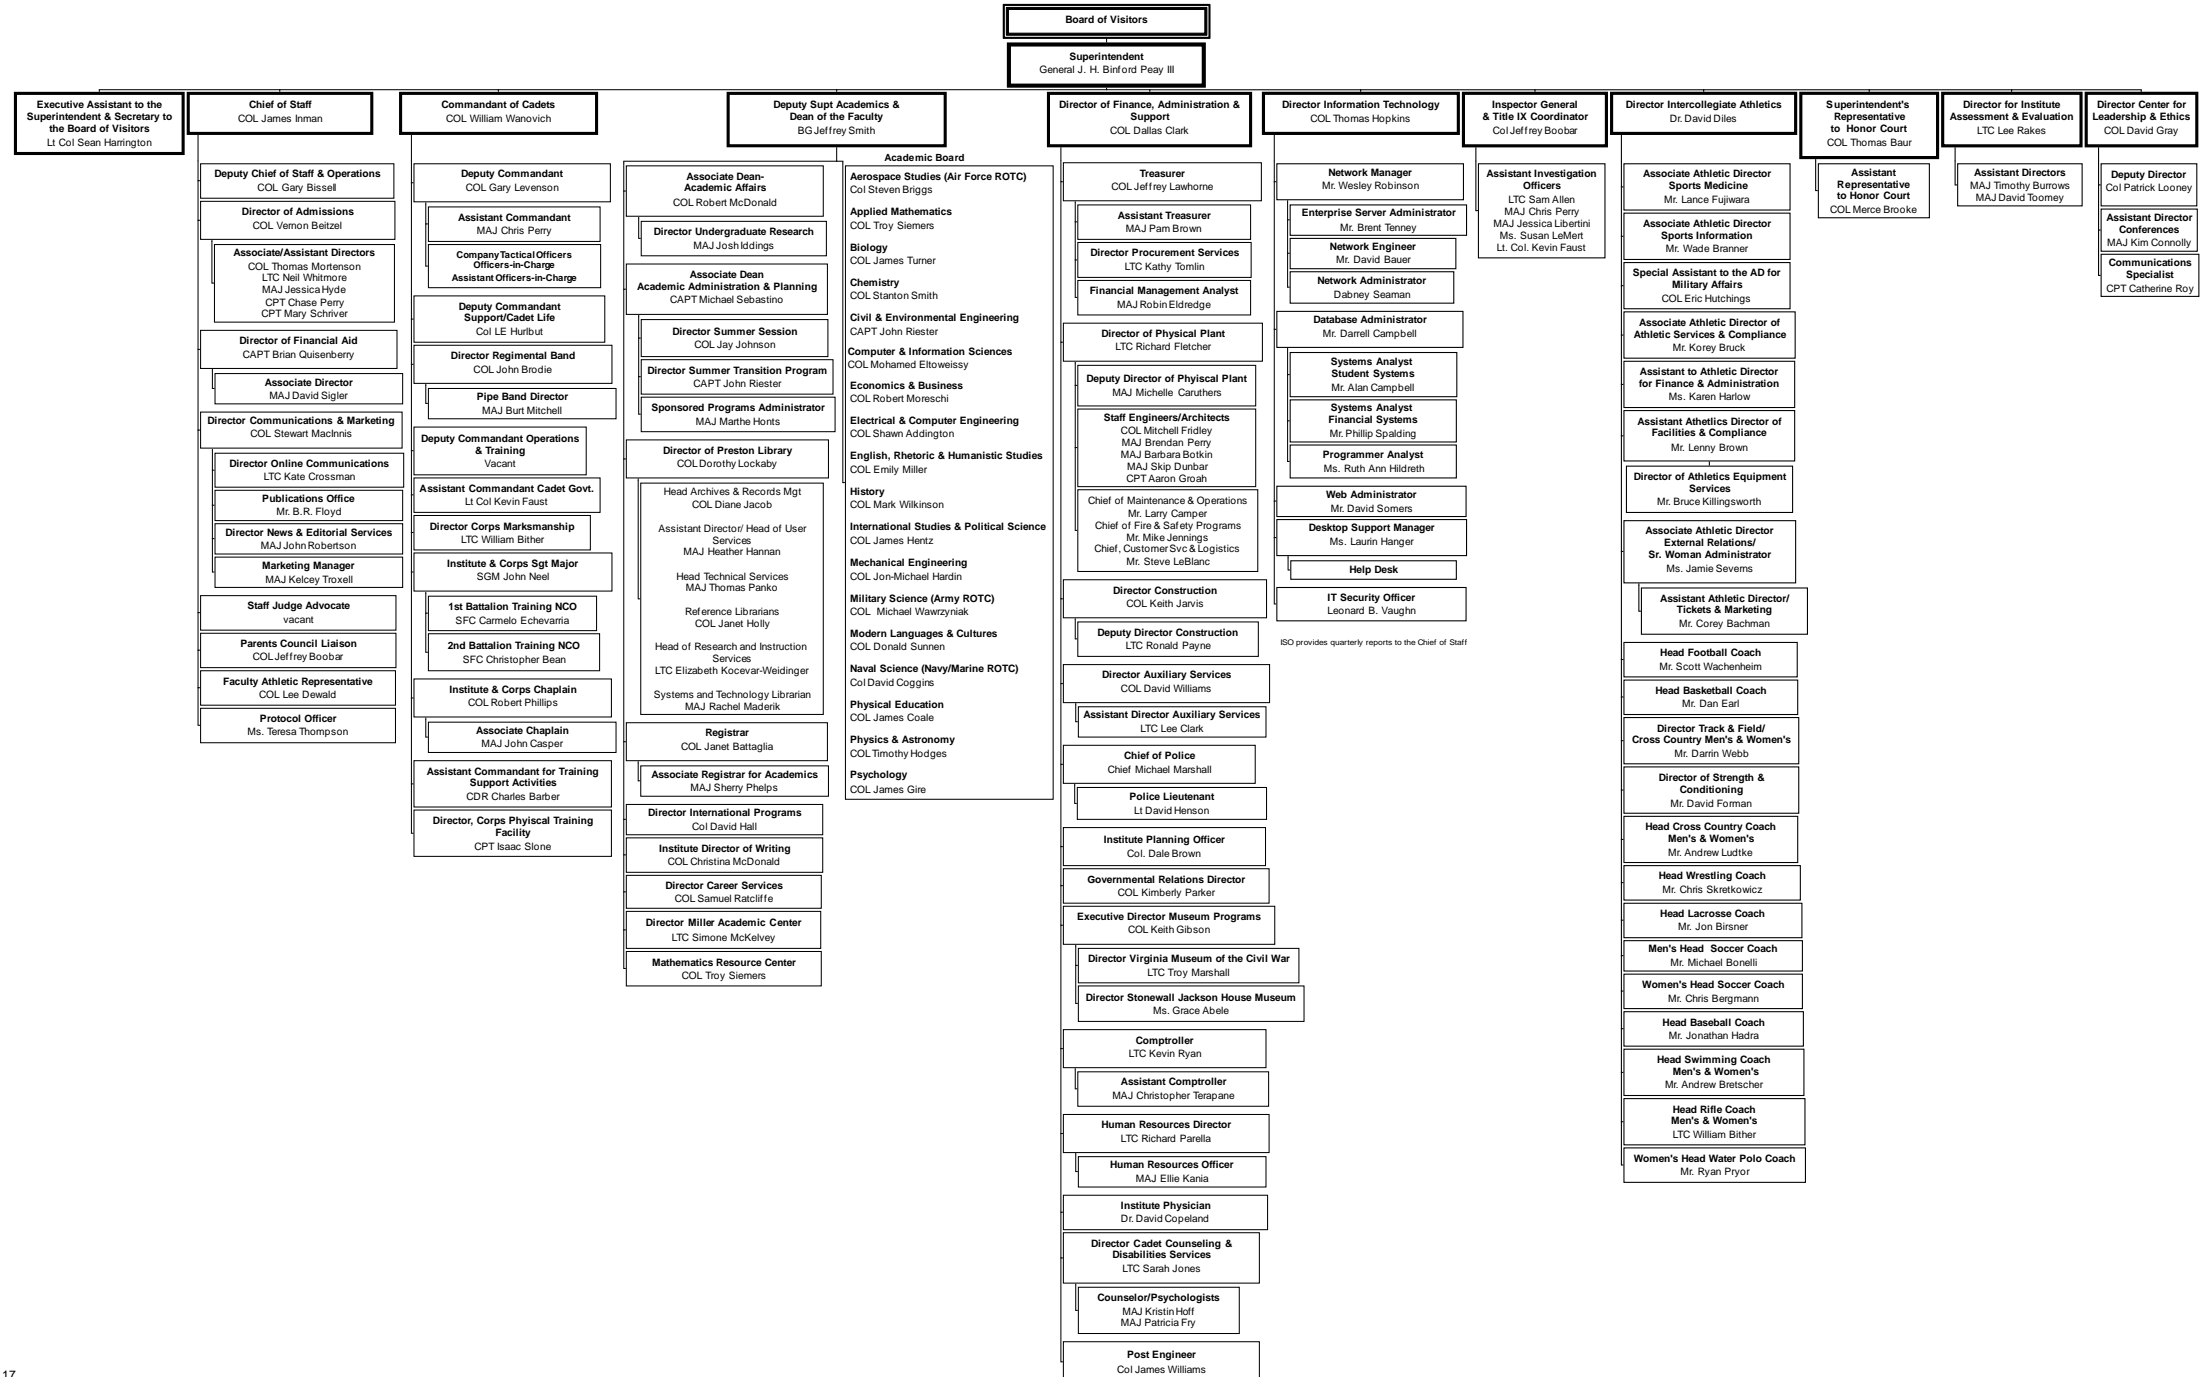 Board of Visitors
Superintendent
General J. H. Binford Peay III
Executive Assistant to the
Superintendent & Secretary to
the Board of Visitors
Lt Col Sean Harrington
Chief of Staff
COL James Inman
Deputy Chief of Staff & Operations
COL Gary Bissell
Director of Admissions
COL Vernon Beitzel
Associate/Assistant Directors
COL Thomas Mortenson
LTC Neil Whitmore
MAJ Jessica Hyde
CPT Chase Perry
CPT Mary Schriver
Director of Financial Aid
CAPT Brian Quisenberry
Associate Director
MAJ David Sigler
Director Communications & Marketing
COL Stewart MacInnis
Director Online Communications
LTC Kate Crossman
Publications Office
Mr. B.R. Floyd
Director News & Editorial Services
MAJ John Robertson
Marketing Manager
MAJ Kelcey Troxell
Staff Judge Advocate
vacant
Parents Council Liaison
COL Jeffrey Boobar
Faculty Athletic Representative
COL Lee Dewald
Protocol Officer
Ms. Teresa Thompson
Commandant of Cadets
COL William Wanovich
Deputy Commandant
COL Gary Levenson
Assistant Commandant
MAJ Chris Perry
Company Tactical Officers
Officers-in-Charge
Assistant Officers-in-Charge
Deputy Commandant
Support/Cadet Life
Col LE Hurlbut
Director Regimental Band
COL John Brodie
Pipe Band Director
MAJ Burt Mitchell
Deputy Commandant Operations
& Training
Vacant
Assistant Commandant Cadet Govt.
Lt Col Kevin Faust
Director Corps Marksmanship
LTC William Bither
Institute & Corps Sgt Major
SGM John Neel
1st Battalion Training NCO
SFC Carmelo Echevarria
2nd Battalion Training NCO
SFC Christopher Bean
Institute & Corps Chaplain
COL Robert Phillips
Associate Chaplain
MAJ John Casper
Assistant Commandant for Training
Support Activities
CDR Charles Barber
Director, Corps Phyiscal Training
Facility
CPT Isaac Slone
Deputy Supt Academics &
Dean of the Faculty
BG Jeffrey Smith
Associate Dean-
Academic Affairs
COL Robert McDonald
Director Undergraduate Research
MAJ Josh Iddings
Associate Dean
Academic Administration & Planning
CAPT Michael Sebastino
Director Summer Session
COL Jay Johnson
Director Summer Transition Program
CAPT John Riester
Sponsored Programs Administrator
MAJ Marthe Honts
Director of Preston Library
COL Dorothy Lockaby
Head Archives & Records Mgt
COL Diane Jacob
Assistant Director/ Head of User
Services
MAJ Heather Hannan
Head Technical Services
MAJ Thomas Panko
Reference Librarians
COL Janet Holly
Head of Research and Instruction
Services
LTC Elizabeth Kocevar-Weidinger
Systems and Technology Librarian
MAJ Rachel Maderik
Registrar
COL Janet Battaglia
Associate Registrar for Academics
MAJ Sherry Phelps
Director International Programs
Col David Hall
Institute Director of Writing
COL Christina McDonald
Director Career Services
COL Samuel Ratcliffe
Director Miller Academic Center
LTC Simone McKelvey
Mathematics Resource Center
COL Troy Siemers
Academic Board
Aerospace Studies (Air Force ROTC)
Col Steven Briggs
Applied Mathematics
COL Troy Siemers
Biology
COL James Turner
Chemistry
COL Stanton Smith
Civil & Environmental Engineering
CAPT John Riester
Computer & Information Sciences
COL Mohamed Eltoweissy
Economics & Business
COL Robert Moreschi
Electrical & Computer Engineering
COL Shawn Addington
English, Rhetoric & Humanistic Studies
COL Emily Miller
History
COL Mark Wilkinson
International Studies & Political Science
COL James Hentz
Mechanical Engineering
COL Jon-Michael Hardin
Military Science (Army ROTC)
COL Michael Wawrzyniak
Modern Languages & Cultures
COL Donald Sunnen
Naval Science (Navy/Marine ROTC)
Col David Coggins
Physical Education
COL James Coale
Physics & Astronomy
COL Timothy Hodges
Psychology
COL James Gire
Director of Finance, Administration &
Support
COL Dallas Clark
Treasurer
COL Jeffrey Lawhorne
Assistant Treasurer
MAJ Pam Brown
Director Procurement Services
LTC Kathy Tomlin
Financial Management Analyst
MAJ Robin Eldredge
Director of Physical Plant
LTC Richard Fletcher
Deputy Director of Phyiscal Plant
MAJ Michelle Caruthers
Staff Engineers/Architects
COL Mitchell Fridley
MAJ Brendan Perry
MAJ Barbara Botkin
MAJ Skip Dunbar
CPT Aaron Groah
Chief of Maintenance & Operations
Mr. Larry Camper
Chief of Fire & Safety Programs
Mr. Mike Jennings
Chief, Customer Svc & Logistics
Mr. Steve LeBlanc
Director Construction
COL Keith Jarvis
Deputy Director Construction
LTC Ronald Payne
Director Auxiliary Services
COL David Williams
Assistant Director Auxiliary Services
LTC Lee Clark
Chief of Police
Chief Michael Marshall
Police Lieutenant
Lt David Henson
Institute Planning Officer
Col. Dale Brown
Governmental Relations Director
COL Kimberly Parker
Executive Director Museum Programs
COL Keith Gibson
Director Virginia Museum of the Civil War
LTC Troy Marshall
Director Stonewall Jackson House Museum
Ms. Grace Abele
Comptroller
LTC Kevin Ryan
Assistant Comptroller
MAJ Christopher Terapane
Human Resources Director
LTC Richard Parella
Human Resources Officer
MAJ Ellie Kania
Institute Physician
Dr. David Copeland
Director Cadet Counseling &
Disabilities Services
LTC Sarah Jones
Counselor/Psychologists
MAJ Kristin Hoff
MAJ Patricia Fry
Post Engineer
Col James Williams
Director Information Technology
COL Thomas Hopkins
Network Manager
Mr. Wesley Robinson
Enterprise Server Administrator
Mr. Brent Tenney
Network Engineer
Mr. David Bauer
Network Administrator
Dabney Seaman
Database Administrator
Mr. Darrell Campbell
Systems Analyst
Student Systems
Mr. Alan Campbell
Systems Analyst
Financial Systems
Mr. Phillip Spalding
Programmer Analyst
Ms. Ruth Ann Hildreth
Web Administrator
Mr. David Somers
Desktop Support Manager
Ms. Laurin Hanger
Help Desk
IT Security Officer
Leonard B. Vaughn
ISO provides quarterly reports to the Chief of Staff
Inspector General
& Title IX Coordinator
Col Jeffrey Boobar
Assistant Investigation
Officers
LTC Sam Allen
MAJ Chris Perry
MAJ Jessica Libertini
Ms. Susan LeMert
Lt. Col. Kevin Faust
Director Intercollegiate Athletics
Dr. David Diles
Associate Athletic Director
Sports Medicine
Mr. Lance Fujiwara
Associate Athletic Director
Sports Information
Mr. Wade Branner
Special Assistant to the AD for
Military Affairs
COL Eric Hutchings
Associate Athletic Director of
Athletic Services & Compliance
Mr. Korey Bruck
Assistant to Athletic Director
for Finance & Administration
Ms. Karen Harlow
Assistant Athetlics Director of
Facilities & Compliance
Mr. Lenny Brown
Director of Athletics Equipment
Services
Mr. Bruce Killingsworth
Associate Athletic Director
External Relations/
Sr. Woman Administrator
Ms. Jamie Severns
Assistant Athletic Director/
Tickets & Marketing
Mr. Corey Bachman
Head Football Coach
Mr. Scott Wachenheim
Head Basketball Coach
Mr. Dan Earl
Director Track & Field/
Cross Country Men's & Women's
Mr. Darrin Webb
Director of Strength &
Conditioning
Mr. David Forman
Head Cross Country Coach
Men's & Women's
Mr. Andrew Ludtke
Head Wrestling Coach
Mr. Chris Skretkowicz
Head Lacrosse Coach
Mr. Jon Birsner
Men's Head Soccer Coach
Mr. Michael Bonelli
Women's Head Soccer Coach
Mr. Chris Bergmann
Head Baseball Coach
Mr. Jonathan Hadra
Head Swimming Coach
Men's & Women's
Mr. Andrew Bretscher
Head Rifle Coach
Men's & Women's
LTC William Bither
Women's Head Water Polo Coach
Mr. Ryan Pryor
Superintendent's
Representative
to Honor Court
COL Thomas Baur
Assistant
Representative
to Honor Court
COL Merce Brooke
Director for Institute
Assessment & Evaluation
LTC Lee Rakes
Assistant Directors
MAJ Timothy Burrows
MAJ David Toomey
Director Center for
Leadership & Ethics
COL David Gray
Deputy Director
Col Patrick Looney
Assistant Director
Conferences
MAJ Kim Connolly
Communications
Specialist
CPT Catherine Roy
17